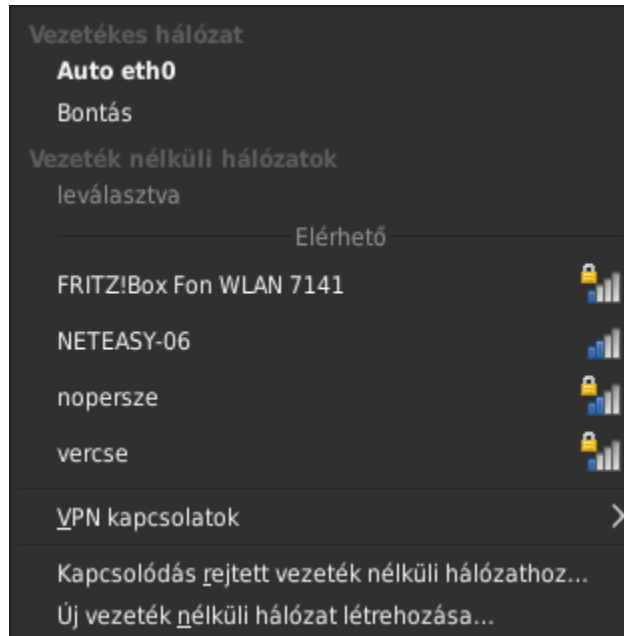 Vezetékes hálózat
Auto eth0
Bontás
Vezeték nélküli hálózatok
leválasztva
Elérhető
FRITZ!Box Fon WLAN 7141
NETEASY-06
nopersze
vercse
VPN kapcsolatok
Kapcsolódás rejtett vezeték nélküli hálózathoz...
Új vezeték nélküli hálózat létrehozása...